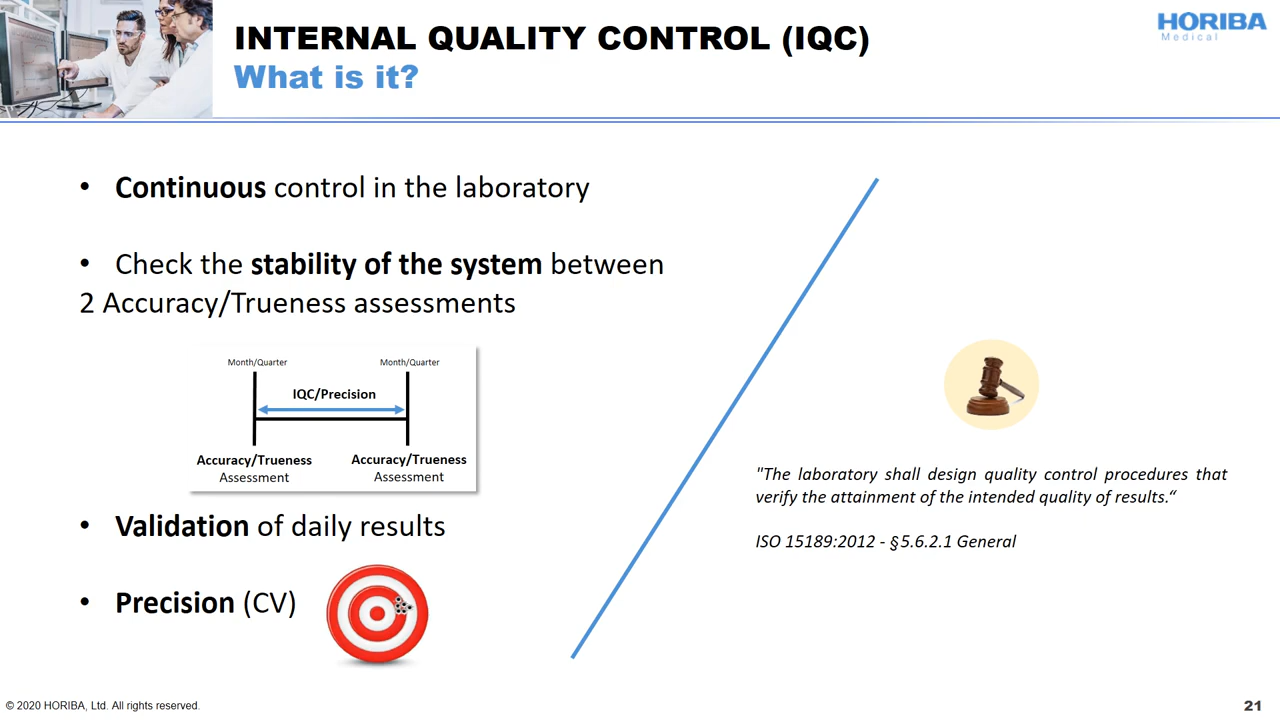 INTERNAL QUALITY CONTROL (IQC)
What is it?
HORIBA
Medical
• Continuous control in the laboratory
• Check the stability of the system between
2 Accuracy/Trueness assessments
Month/Quarter
Month/Quarter
IQC/Precision
Accuracy/Trueness
Assessment
Accuracy/Trueness
Assessment
• Validation of daily results
• Precision (CV)
"The laboratory shall design quality control procedures that
verify the attainment of the intended quality of results.“
ISO 15189:2012 - §5.6.2.1 General
© 2020 HORIBA, Ltd. All rights reserved.
21